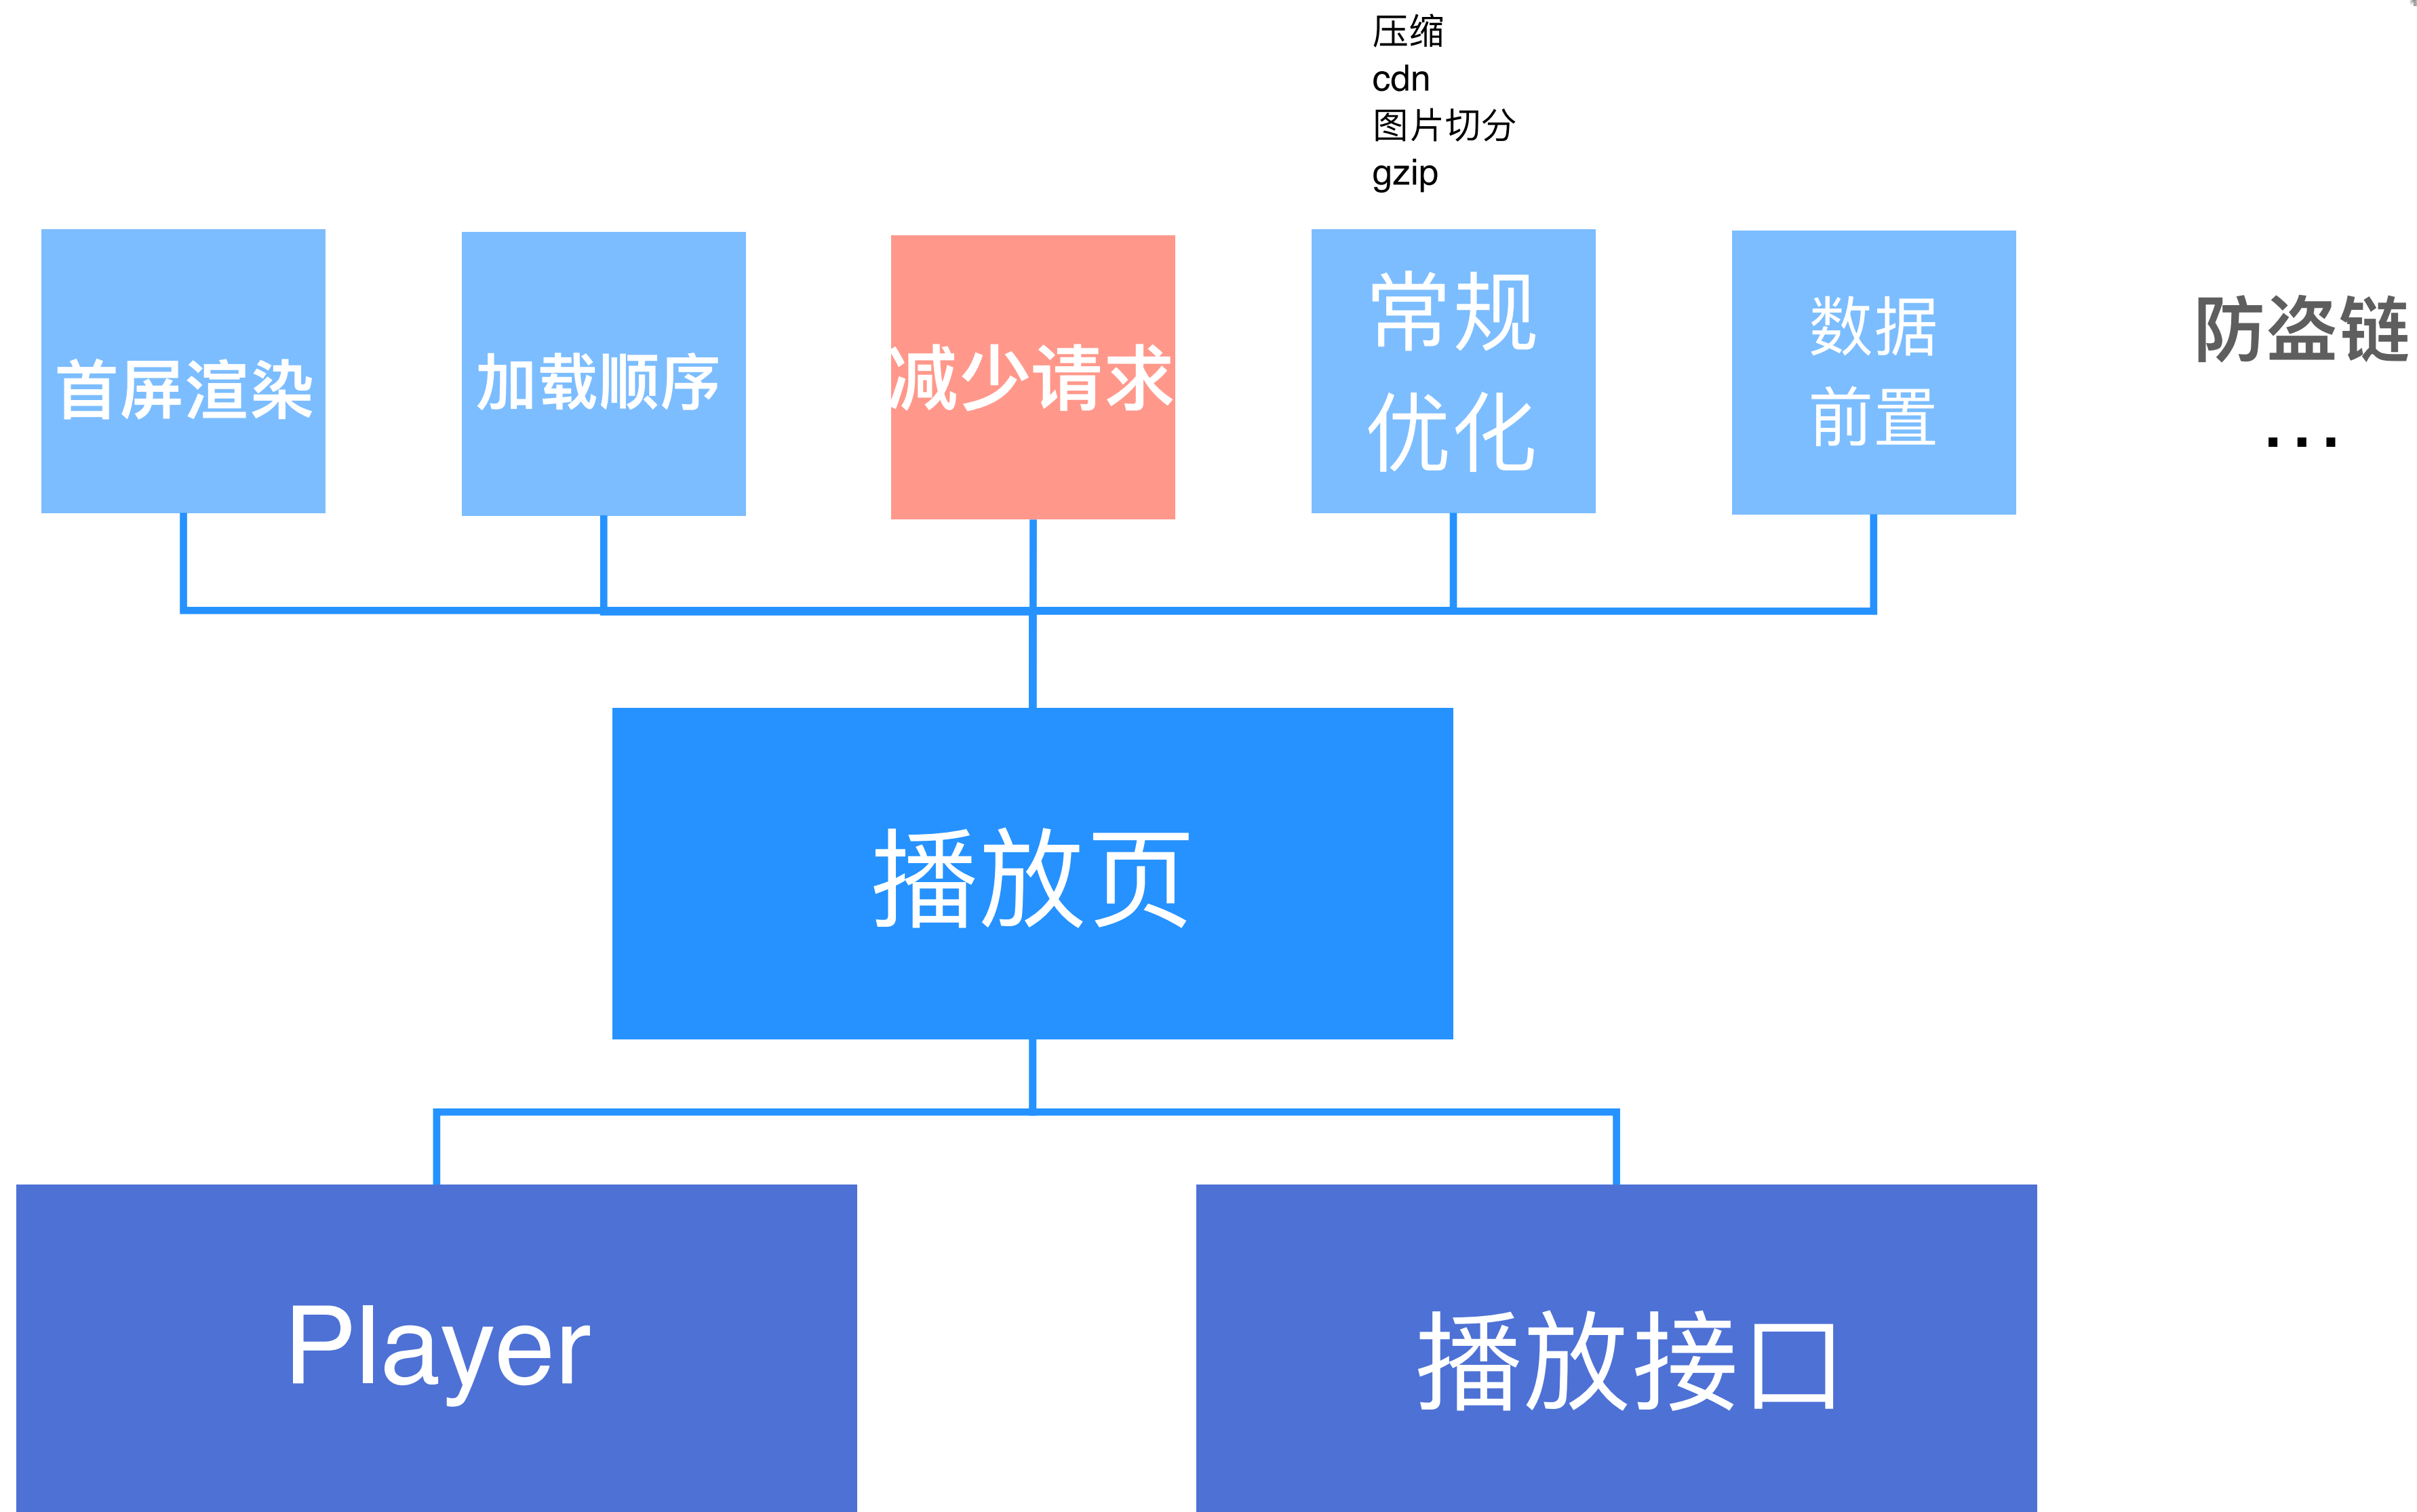 压缩
cdn
图片切分
gzip
首屏渲染
加载顺序
减少请求
常规
优化
数据
前置
防盗链
...
播放页
Player
播放接口